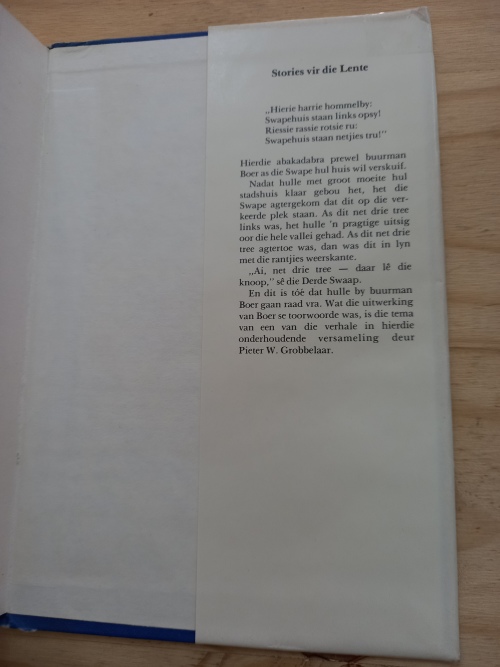 Stories vir die Lente
„Hierie harrie hommelby:
Swapehuis staan links opsy!
Riessie rassie rotsie ru:
Swapehuis staan netjies tru!”
Hierdie abakadabra prewel buurman
Boer as die Swape hul huis wil verskuif.
Nadat hulle met groot moeite hul
stadshuis klaar gebou het, het die
Swape agtergekom dat dit op die ver-
keerde plek staan. As dit net drie tree
links was, het hulle 'n pragtige uitsig
oor die hele vallei gehad. As dit net drie
tree agtertoe was, dan was dit in lyn
met die rantjies weerskante.
„Ai, net drie tree — daar lê die
knoop,” sê die Derde Swaap.
En dit is tóé dat hulle by buurman
Boer gaan raad vra. Wat die uitwerking
van Boer se toorwoorde was, is die tema
van een van die verhale in hierdie
onderhoudende versameling deur
Pieter W. Grobbelaar.